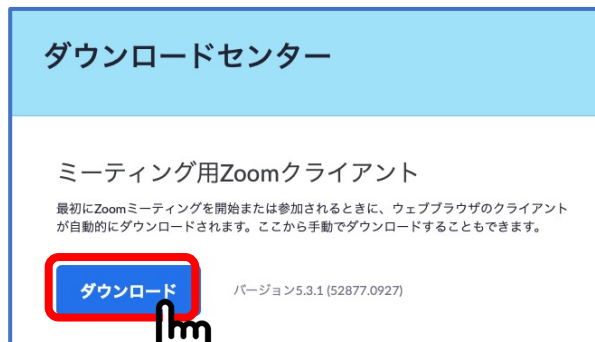 ダウンロードセンター
ミーティング用Zoomクライアント
最初にZoomミーティングを開始または参加されるときに、ウェブブラウザのクライアント
が自動的にダウンロードされます。ここから手動でダウンロードすることもできます。
ダウンロード
バージョン5.3.1 (52877.0927)